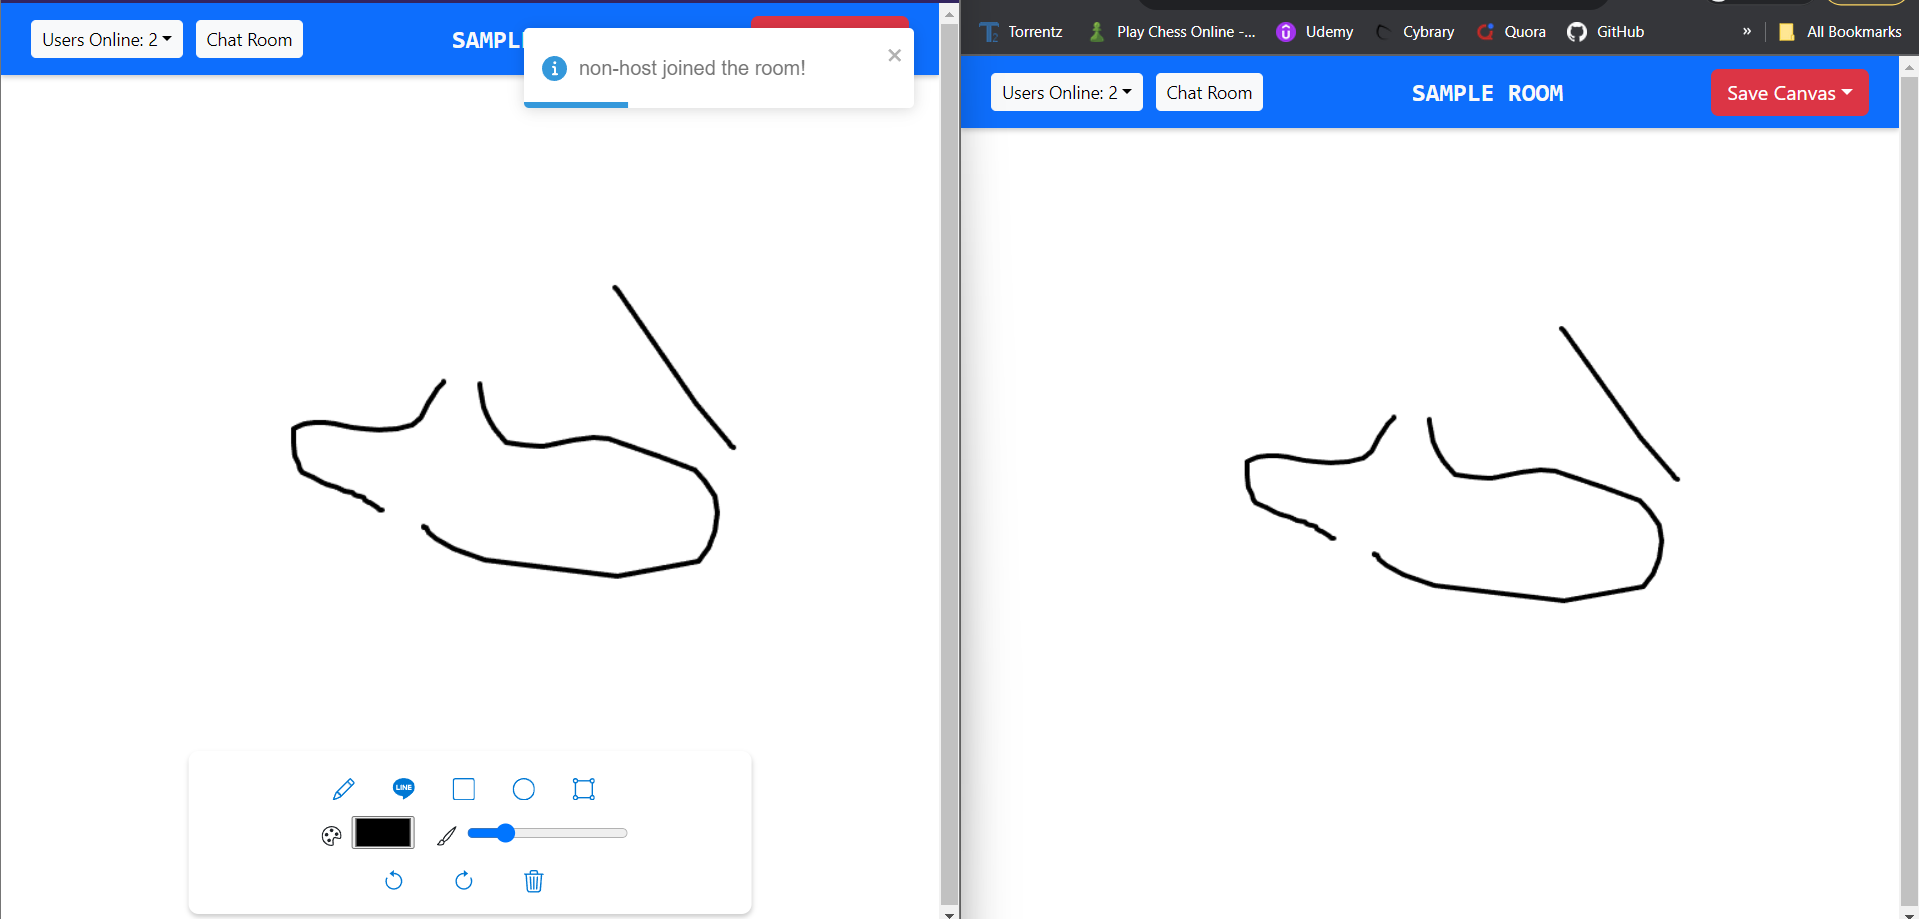 Users Online: 2
Chat Room
SAMPLE
non-host joined the room!
LINE
Torrentz
Play Chess Online -...
Udemy
Cybrary
Quora
GitHub
»
All Bookmarks
Users Online: 2
Chat Room
SAMPLE ROOM
Save Canvas